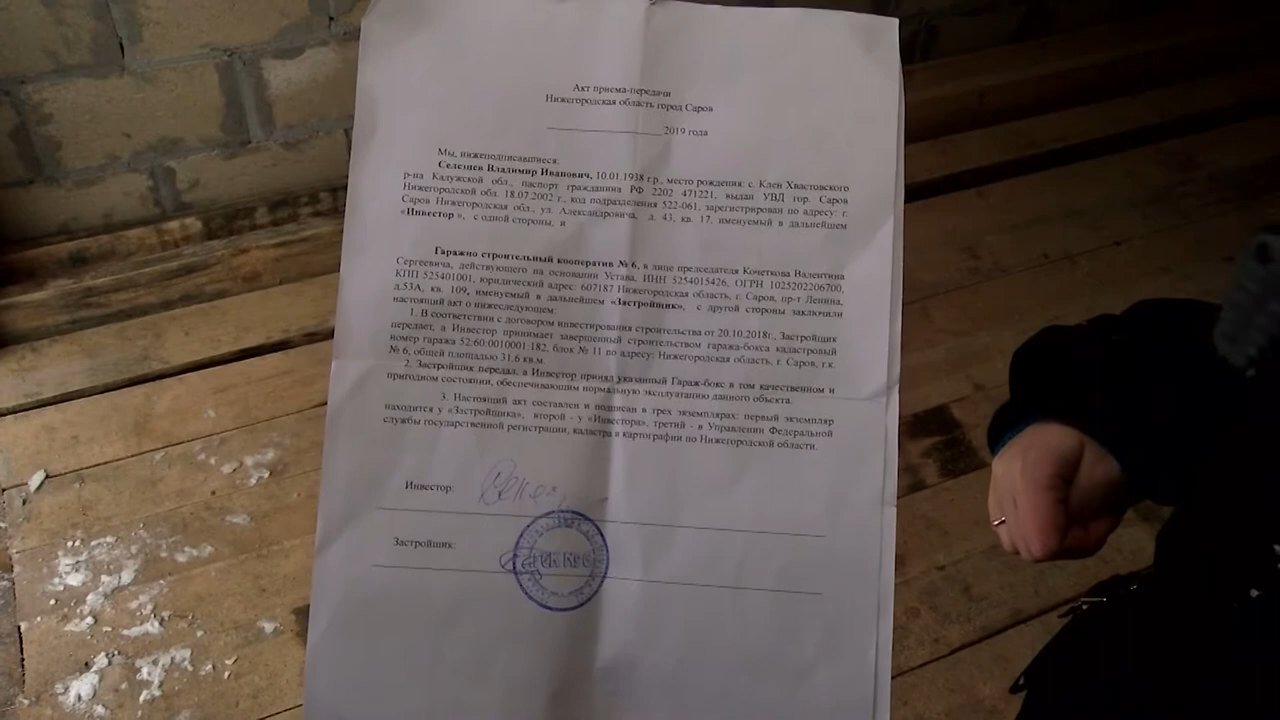 Акт приема-передачи
Нижегородская область город Саров
____________________ 2019 года
Мы, нижеподписавшиеся:
Селезнев Владимир Иванович, 10.01.1938 г.р., место рождения: с. Клен Хвастовского
р-на Калужской обл., паспорт гражданина РФ 2202 471221, выдан УВД гор. Саров
Нижегородской обл. 18.07.2002 г., код подразделения 522-061, зарегистрирован по адресу: г.
Саров Нижегородской обл., ул. Александровича, д. 43, кв. 17, именуемый в дальнейшем
«Инвестор », с одной стороны, и
Гаражно строительный кооператив № 6, в лице председателя Кочеткова Валентина
Сергеевича, действующего на основании Устава, ИНН 5254015426, ОГРН 1025202206700,
КПП 525401001, юридический адрес: 607187 Нижегородская область, г. Саров, пр-т Ленина,
д.53А, кв. 109, именуемый в дальнейшем «Застройщик», с другой стороны заключили
настоящий акт о нижеследующем:
1. В соответствии с договором инвестирования строительства от 20.10.2018г., Застройщик
передает, а Инвестор принимает завершенный строительством гаража-бокса кадастровый
номер гаража 52:60:0010001:182, блок № 11 по адресу: Нижегородская область, г. Саров, г.к.
№ 6, общей площадью 31.6 кв.м.
2. Застройщик передал, а Инвестор принял указанный Гараж-бокс в том качественном и
пригодном состоянии, обеспечивающим нормальную эксплуатацию данного объекта.
3. Настоящий акт составлен и подписан в трех экземплярах: первый экземпляр
находится у «Застройщика», второй - у «Инвестора», третий - в Управлении Федеральной
службы государственной регистрации, кадастра и картографии по Нижегородской области.
Инвестор:
Застройщик:
ГСК №6